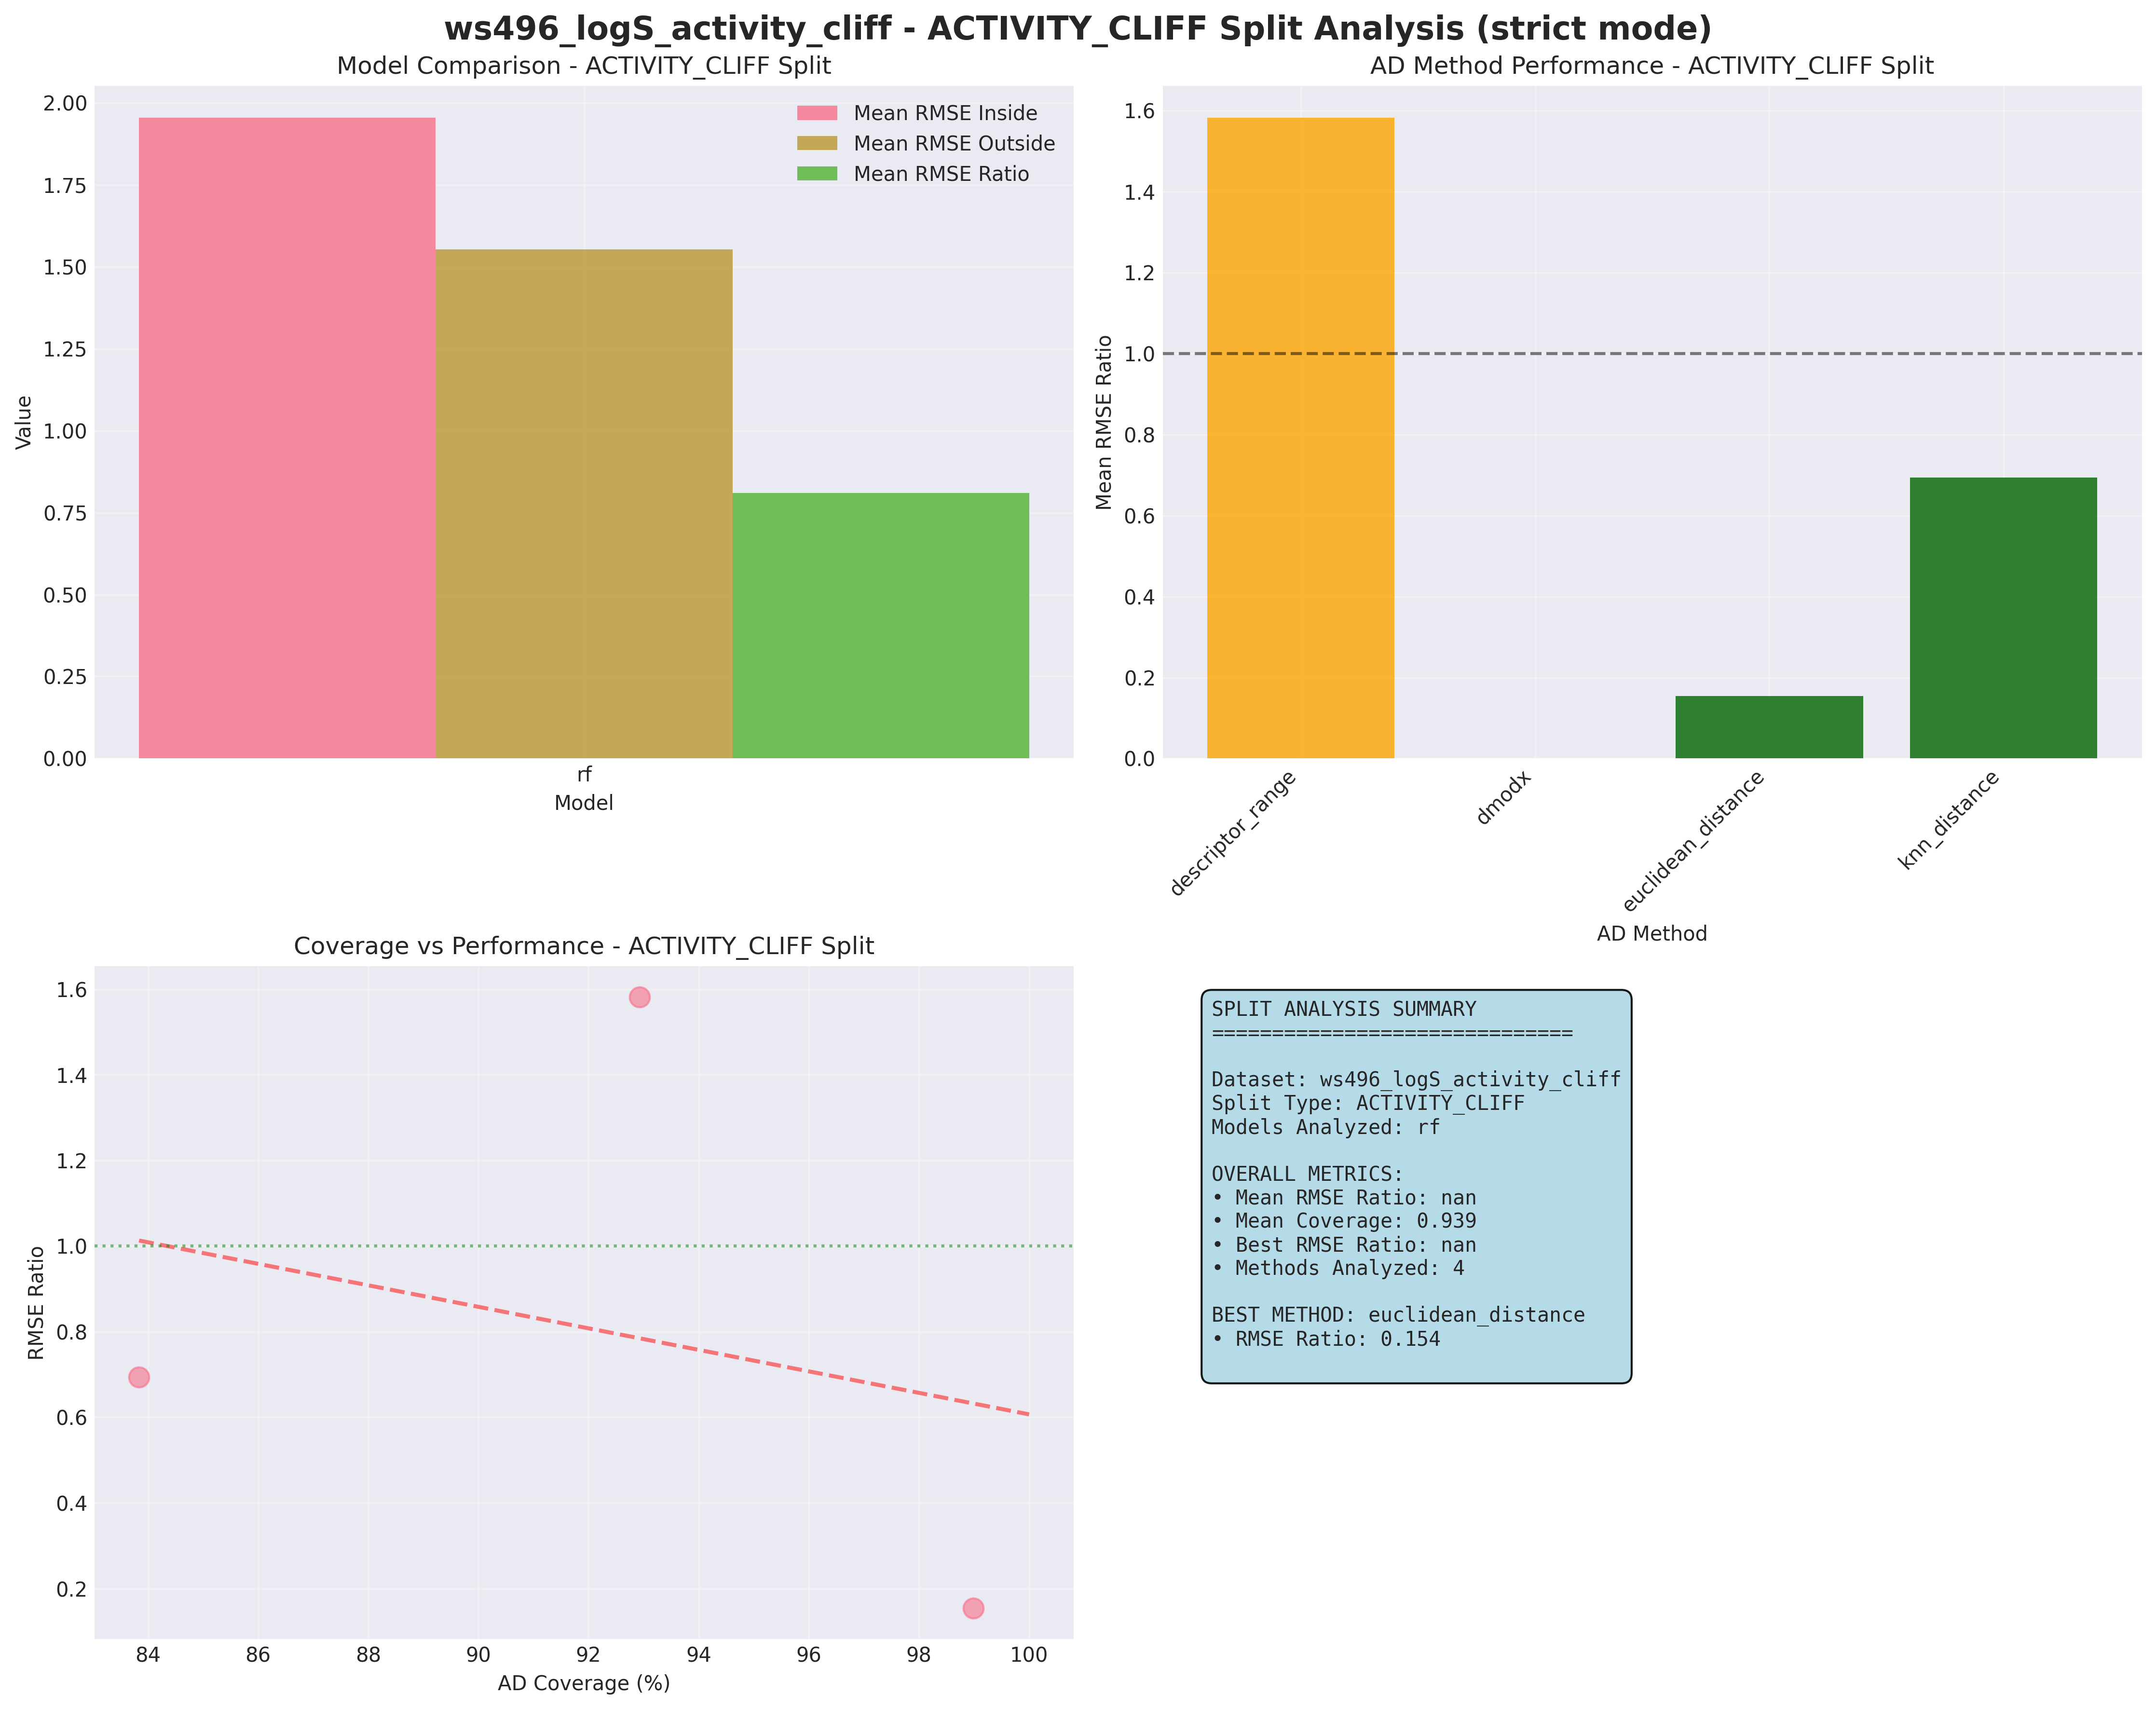 ws496_logS_activity_cliff - ACTIVITY_CLIFF Split Analysis (strict mode)
Model Comparison - ACTIVITY_CLIFF Split
Mean RMSE Inside
Mean RMSE Outside
Mean RMSE Ratio
2.00
1.75
1.50
1.25
1.00
0.75
0.50
0.25
0.00
Value
rf
Model
AD Method Performance - ACTIVITY_CLIFF Split
1.6
1.4
1.2
1.0
0.8
0.6
0.4
0.2
0.0
Mean RMSE Ratio
descriptor_range
dmodx
euclidean_distance
knn_distance
AD Method
Coverage vs Performance - ACTIVITY_CLIFF Split
1.6
1.4
1.2
1.0
0.8
0.6
0.4
0.2
RMSE Ratio
84 86 88 90 92 94 96 98 100
AD Coverage (%)
SPLIT ANALYSIS SUMMARY
==============================
Dataset: ws496_logS_activity_cliff
Split Type: ACTIVITY_CLIFF
Models Analyzed: rf
OVERALL METRICS:
• Mean RMSE Ratio: nan
• Mean Coverage: 0.939
• Best RMSE Ratio: nan
• Methods Analyzed: 4
BEST METHOD: euclidean_distance
• RMSE Ratio: 0.154